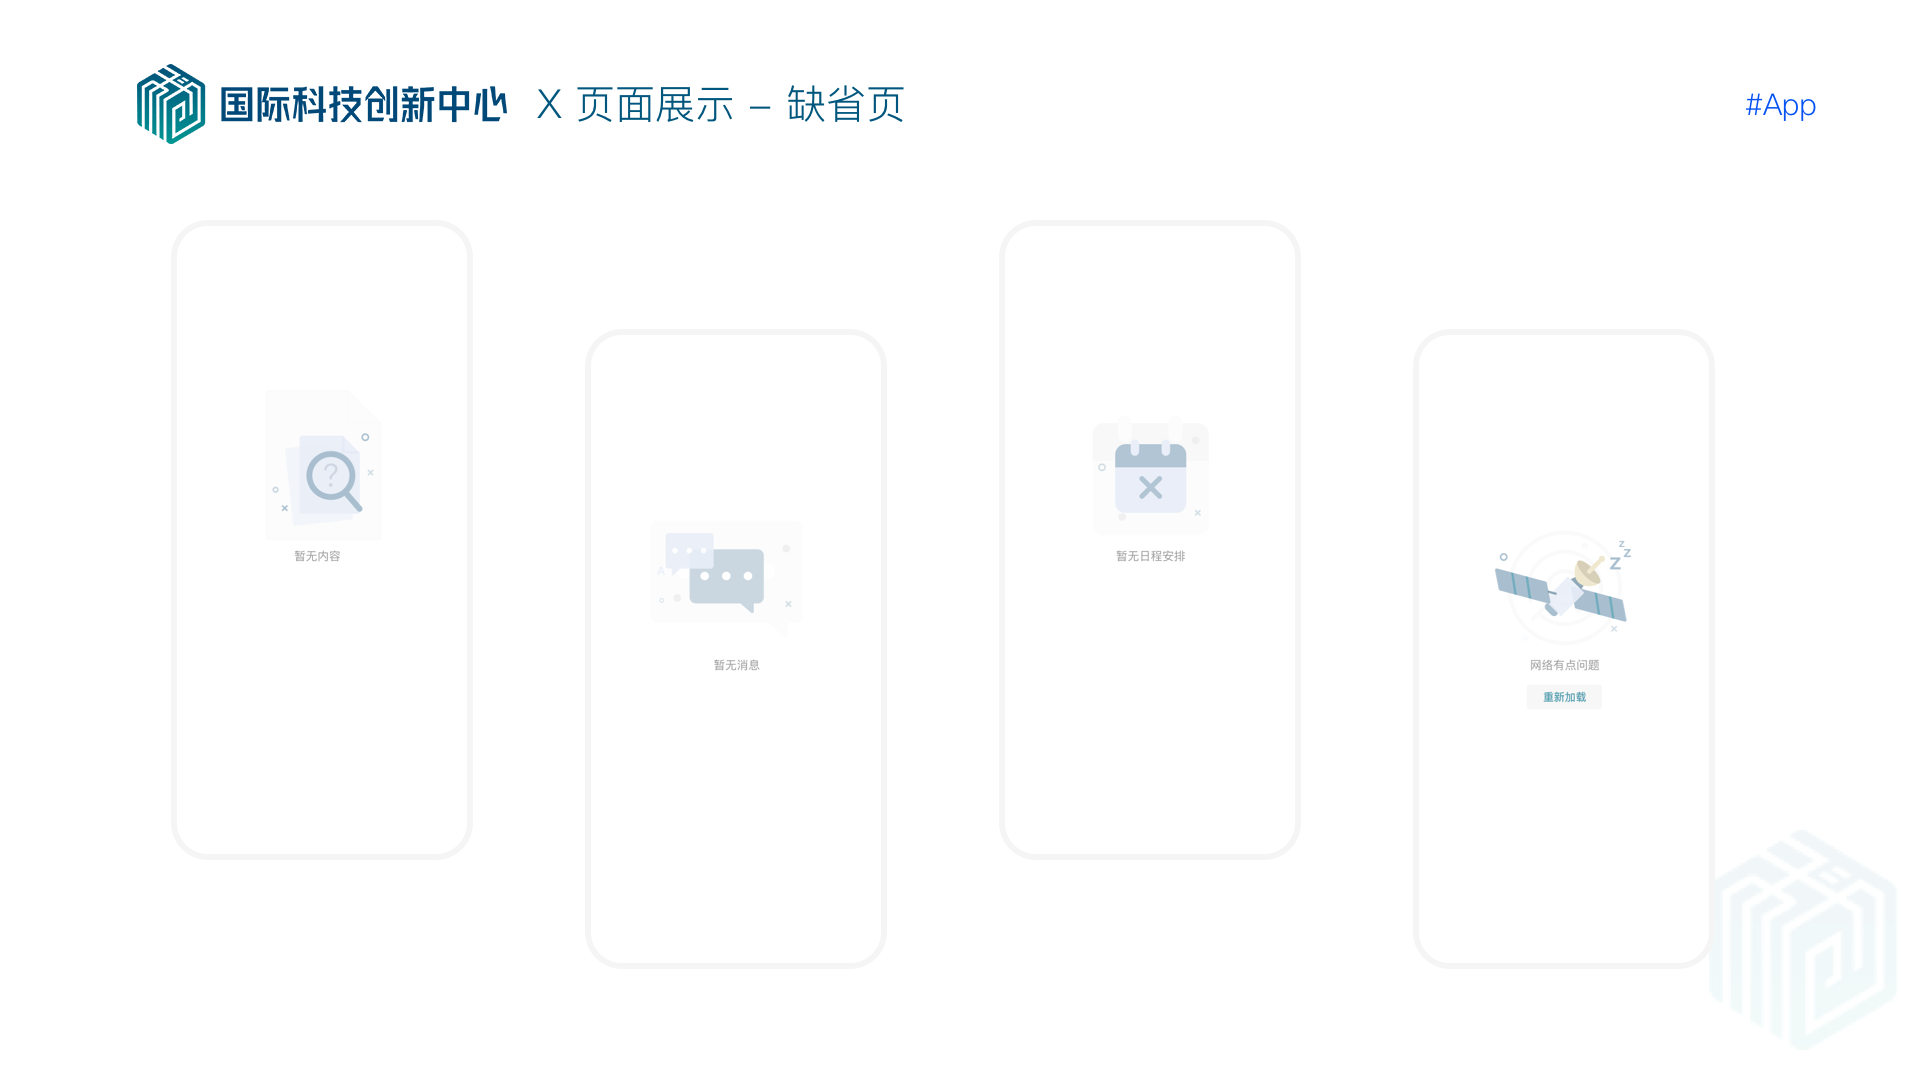 国际科技创新中心 X 页面展示 – 缺省页
#App
?
暂无内容
A
暂无消息
暂无日程安排
z
z
z
网络有点问题
重新加载